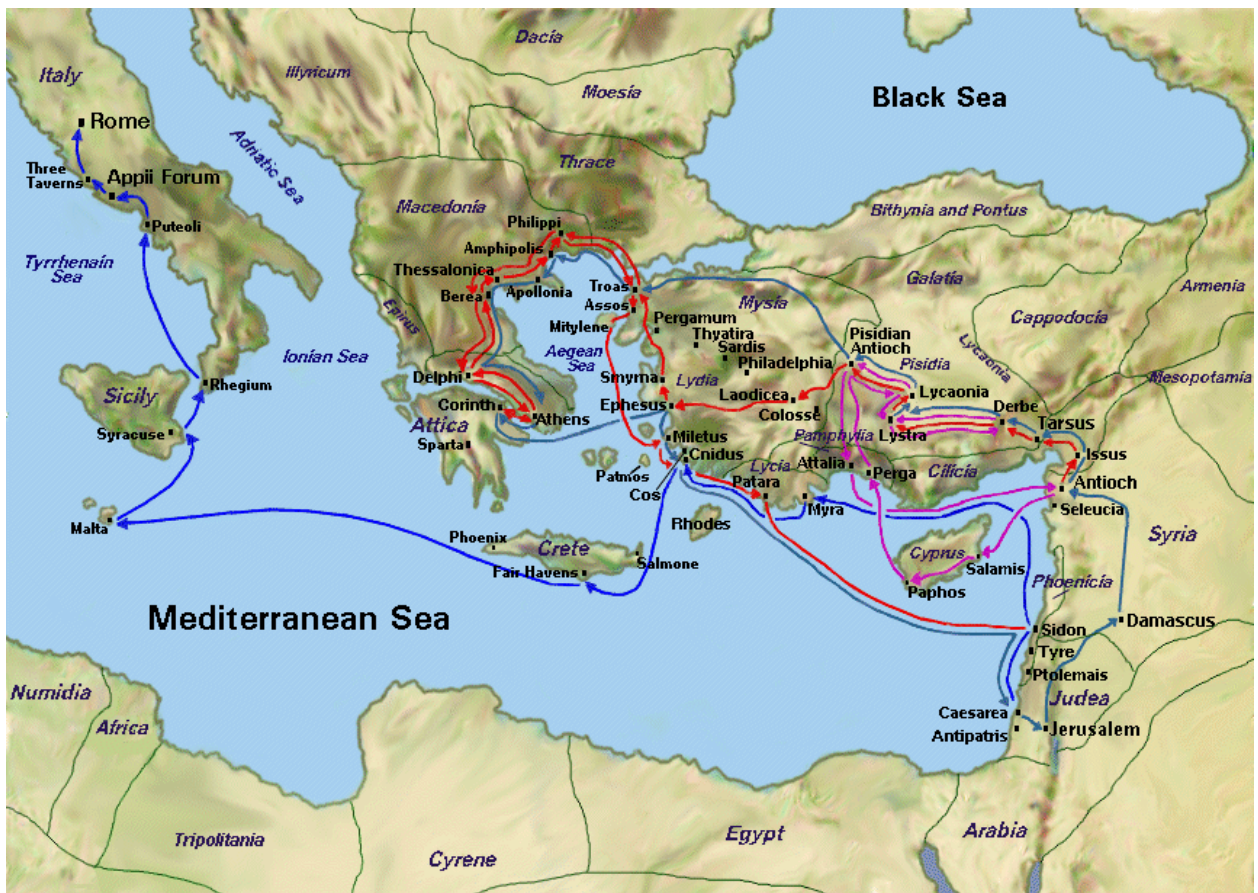 Dacia
Italy
Illyricum
Moesia
Black Sea
Rome
Adriatic Sea
Thrace
Three
Taverns
Appii Forum
Macedonia
Bithynia and Pontus
Philippi
Puteoli
Amphipolis
Tyrrhenain
Sea
Thessalonica
Galatia
Berea
Apollonia
Troas
Assos
Mysia
Armenia
Epirus
Mitylene
Pergamum
Cappodocia
Thyatira
Pisidian
Antioch
Ionian Sea
Aegean
Sea
Sardis
Philadelphia
Pisidia
Lycaonia
Delphi
Smyrna
Lydia
Mesopotamia
Rhegium
Sicily
Lycaonia
Laodicea
Corinth
Ephesus
Colosse
Derbe
Athens
Tarsus
Attica
Syracuse
Lystra
Sparta
Miletus
Pamphylia
Cnidus
Issus
Lycia
Attalia
Perga
Cilicia
Patmos
Patara
Antioch
Cos
Myra
Seleucia
Malta
Rhodes
Syria
Phoenix
Crete
Cyprus
Salmone
Salamis
Fair Havens
Phoenicia
Paphos
Mediterranean Sea
Damascus
Sidon
Tyre
Ptolemais
Numidia
Judea
Africa
Caesarea
Antipatris
Jerusalem
Tripolitania
Egypt
Arabia
Cyrene